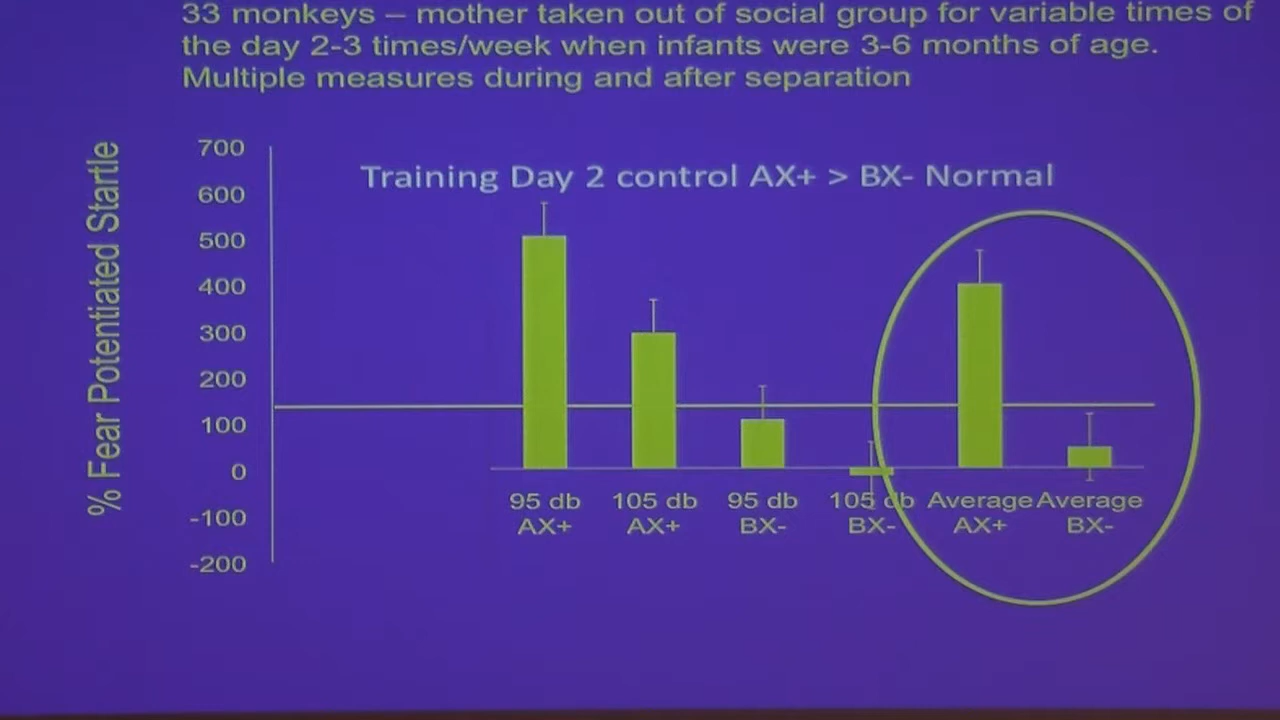 33 monkeys – mother taken out of social group for variable times of
the day 2-3 times/week when infants were 3-6 months of age.
Multiple measures during and after separation
% Fear Potentiated Startle
Training Day 2 control AX+ > BX- Normal
700
600
500
400
300
200
100
0
-100
-200
95 db 105 db 95 db 105 db Average Average
AX+ AX+ BX- BX- AX+ BX-